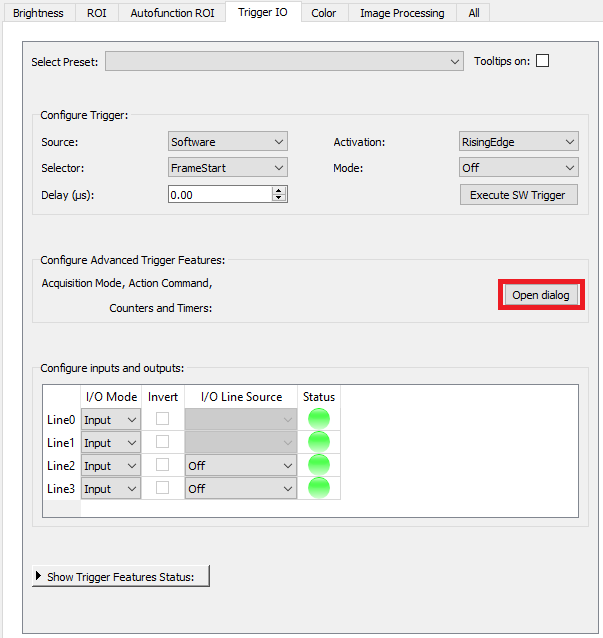 Brightness ROI Autofunction ROI Trigger IO Color Image Processing All
Select Preset: Tooltips on:
Configure Trigger:
Source: Software Activation: RisingEdge
Selector: FrameStart Mode: Off
Delay (µs): 0.00 Execute SW Trigger
Configure Advanced Trigger Features:
Acquisition Mode, Action Command,
Open dialog
Counters and Timers:
Configure inputs and outputs:
I/O Mode Invert I/O Line Source Status
Line0 Input
Line1 Input
Line2 Input Off
Line3 Input Off
Show Trigger Features Status: